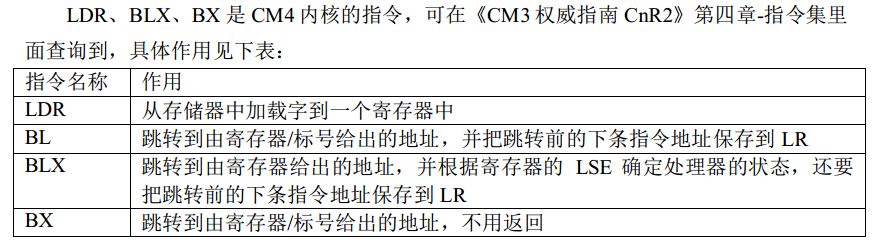 LDR、BLX、BX 是 CM4 内核的指令，可在《CM3 权威指南 CnR2》第四章-指令集里
面查询到，具体作用见下表：
指令名称 作用
LDR 从存储器中加载字到一个寄存器中
BL 跳转到由寄存器/标号给出的地址，并把跳转前的下条指令地址保存到 LR
BLX 跳转到由寄存器给出的地址，并根据寄存器的 LSE 确定处理器的状态，还要
把跳转前的下条指令地址保存到 LR
BX 跳转到由寄存器/标号给出的地址，不用返回